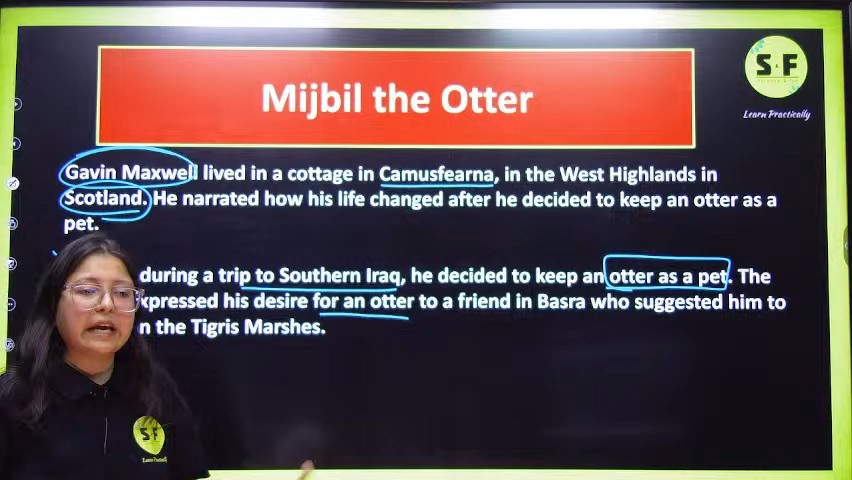 Mijbil the Otter
S F
Learn Practically
Gavin Maxwell lived in a cottage in Camusfearna, in the West Highlands in
Scotland. He narrated how his life changed after he decided to keep an otter as a
pet.
during a trip to Southern Iraq, he decided to keep an otter as a pet. The
xpressed his desire for an otter to a friend in Basra who suggested him to
n the Tigris Marshes.
S F
Learn Practically